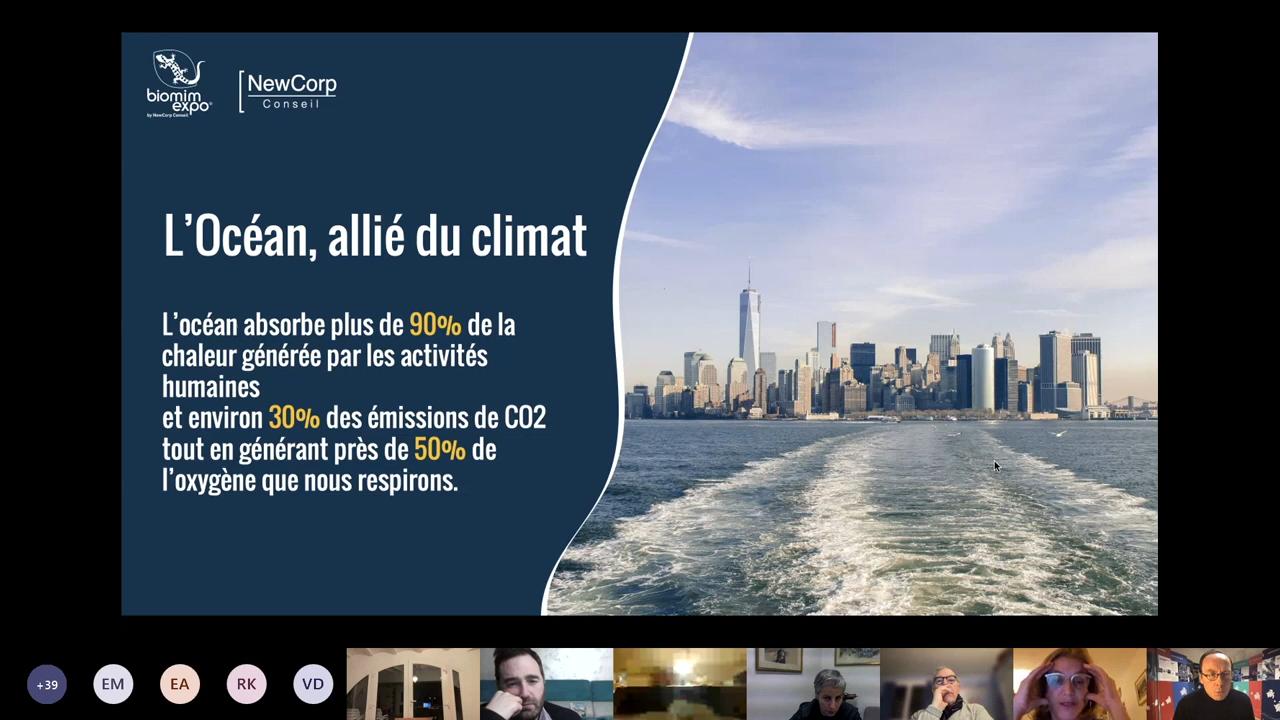 biomim
expo®
by NewCorp Conseil
NewCorp
Conseil
L'Océan, allié du climat
L'océan absorbe plus de 90% de la
chaleur générée par les activités
humaines
et environ 30% des émissions de CO2
tout en générant près de 50% de
l'oxygène que nous respirons.
+39
EM
EA
RK
VD